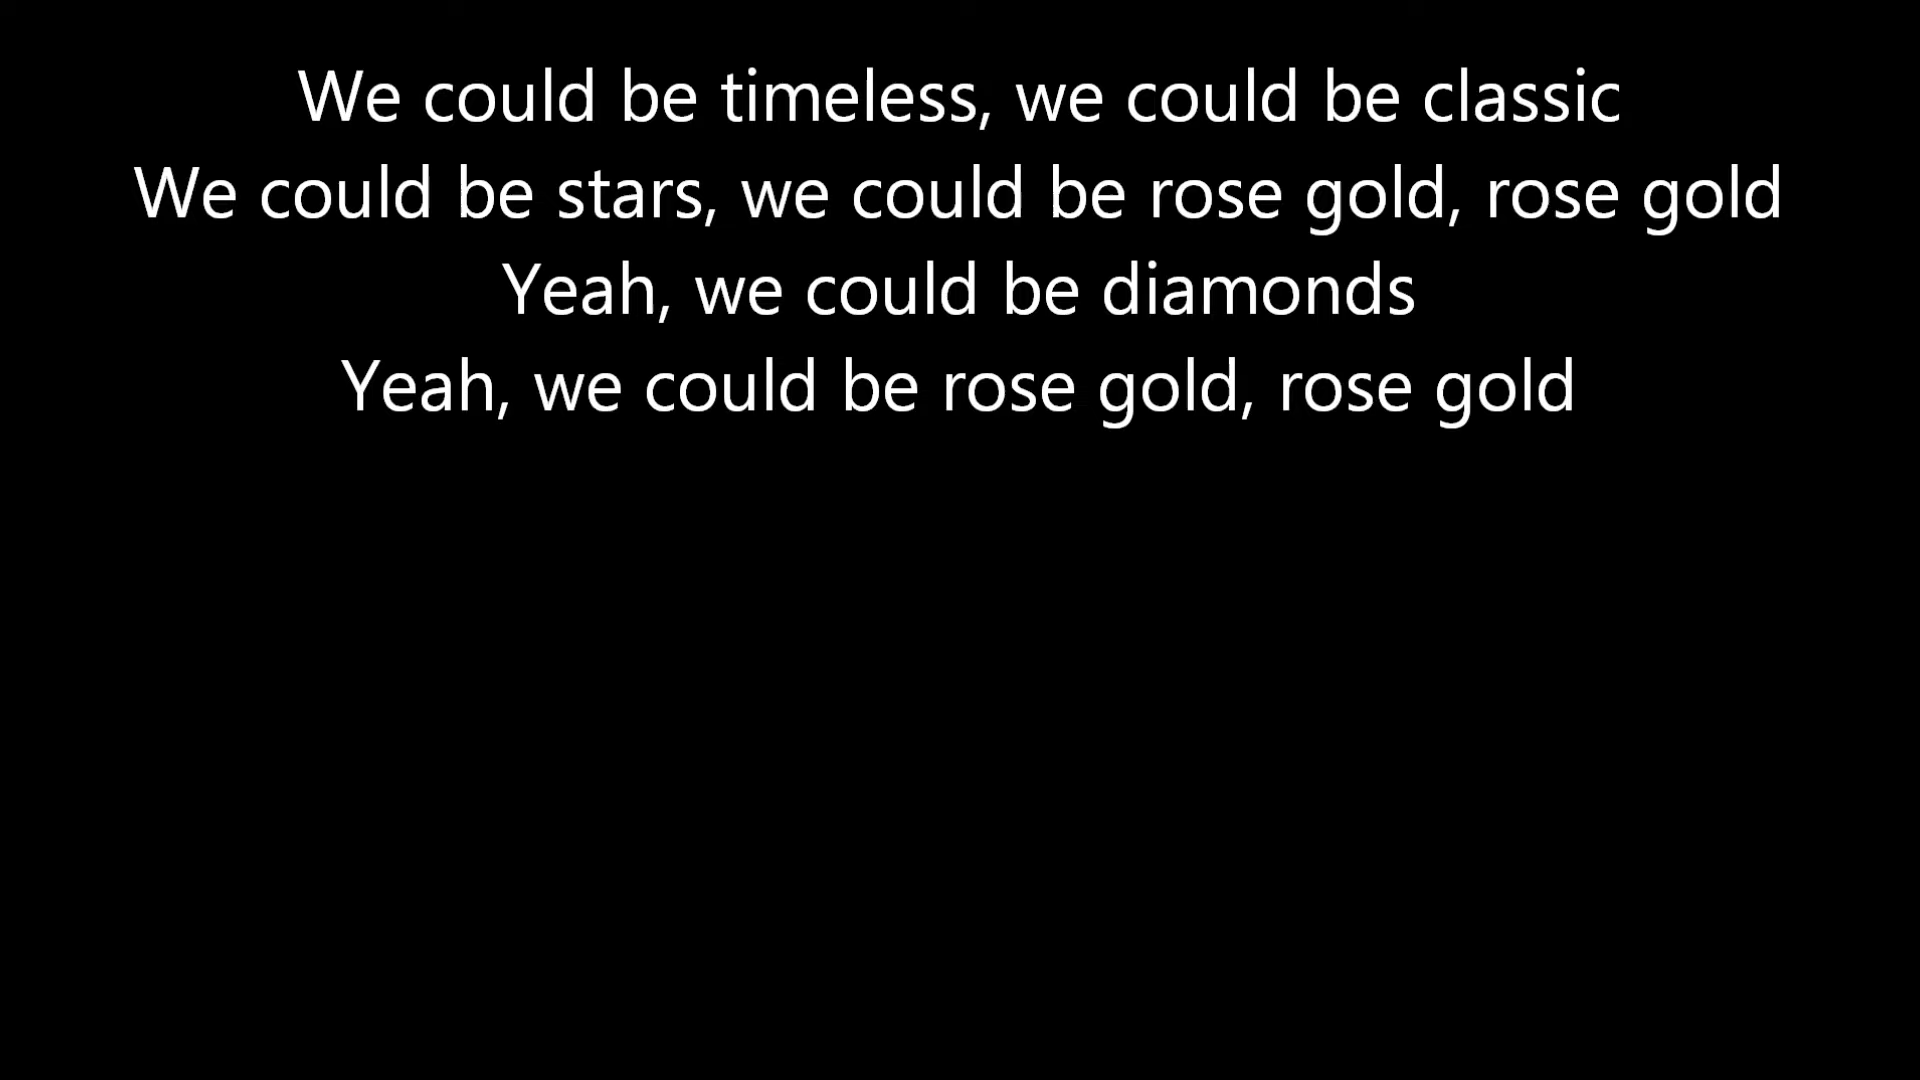 We could be timeless, we could be classic
We could be stars, we could be rose gold, rose gold
Yeah, we could be diamonds
Yeah, we could be rose gold, rose gold